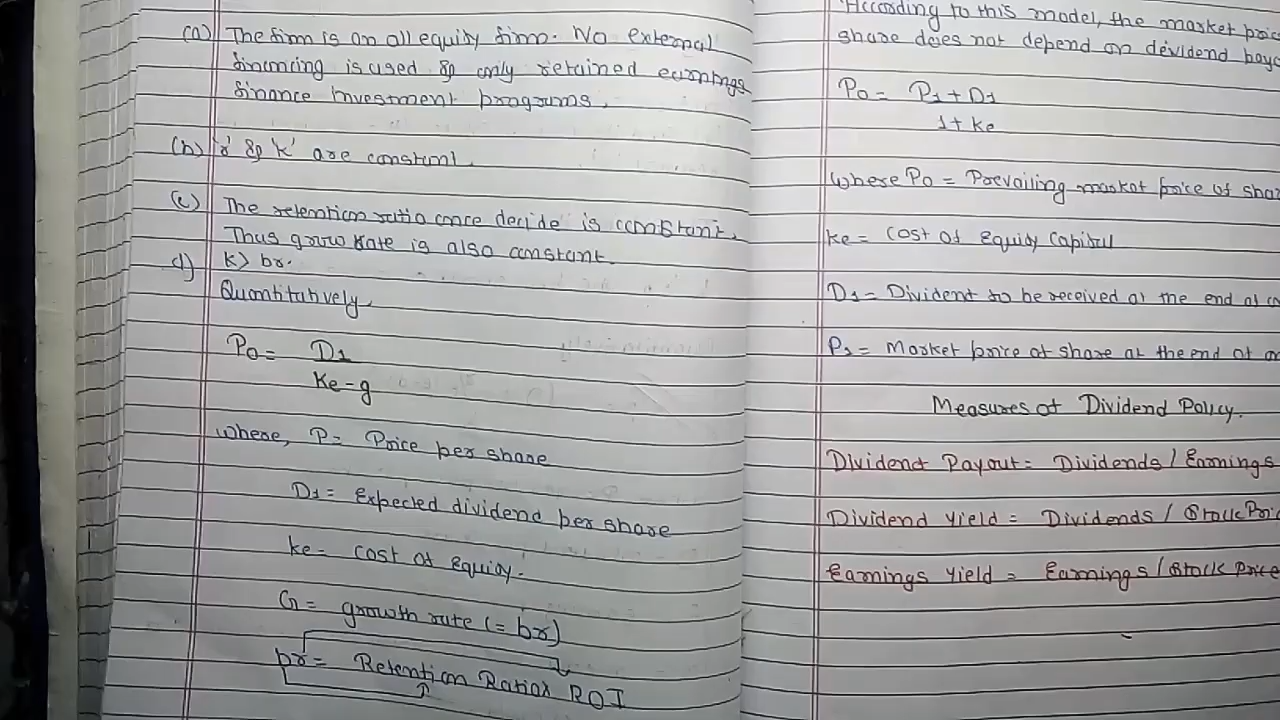 (a) The firm is an all equity firm. No external
financing is used & only retained earnings
finance investment programs.
(b) 'r' & 'k' are constant.
(c) The retention ratio once decide is constant.
Thus grow rate is also constant.
d) K> br.
Quantitatively,
P0 = D1
Ke-g
where, P = Price per share
D1 = Expected dividend per share
ke = cost of equity.
G = growth rate (= br)
br = Retention Ratio x ROI
According to this model, the market pric
share does not depend on dévidend payo
P0 = P1 + D1
1 + ke
where P0 = Prevailing market price of shar
ke = cost of equity capital
D1 = Divident to be received at the end of
P1 = Market price of share at the end of
Measures of Dividend Policy.
Divident Payout = Dividends / Earnings
Dividend yield = Dividends / Stock Pric
Earnings yield = Earnings / Stock Price